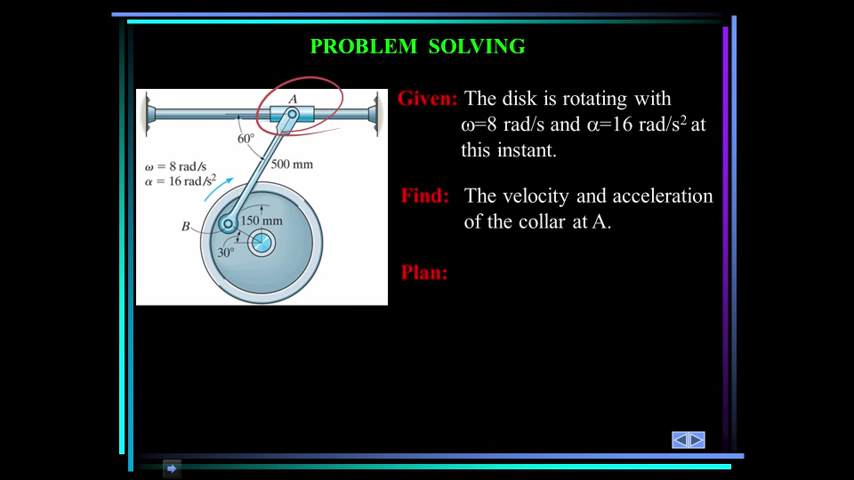 PROBLEM SOLVING
A
60°
500 mm
ω = 8 rad/s
α = 16 rad/s²
B
150 mm
30°
Given: The disk is rotating with
ω=8 rad/s and α=16 rad/s² at
this instant.
Find: The velocity and acceleration
of the collar at A.
Plan: